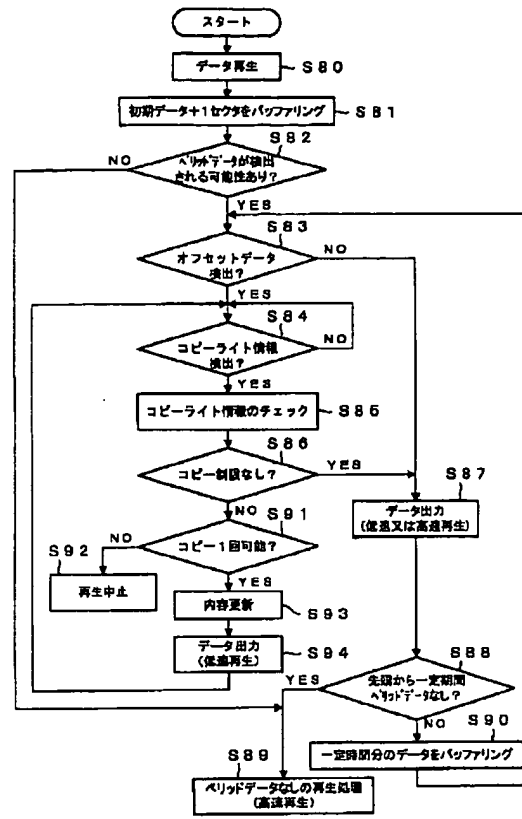 スタート
データ再生
S80
初期データ+1セクタをバッファリング
S81
S82
NO
ベリッドデータが検出
される可能性あり?
YES
S83
オフセットデータ
検出?
NO
YES
S84
コピーライト情報
検出?
NO
YES
コピーライト情報のチェック
S85
S86
コピー制限なし?
YES
S87
データ出力
(低速又は高速再生)
NO
S91
コピー1回可能?
NO
S92
再生中止
YES
内容更新
S93
データ出力
(低速再生)
S94
S88
先頭から一定期間
ベリッドデータなし?
YES
NO
S90
一定時間分のデータをバッファリング
S89
ベリッドデータなしの再生処理
(高速再生)